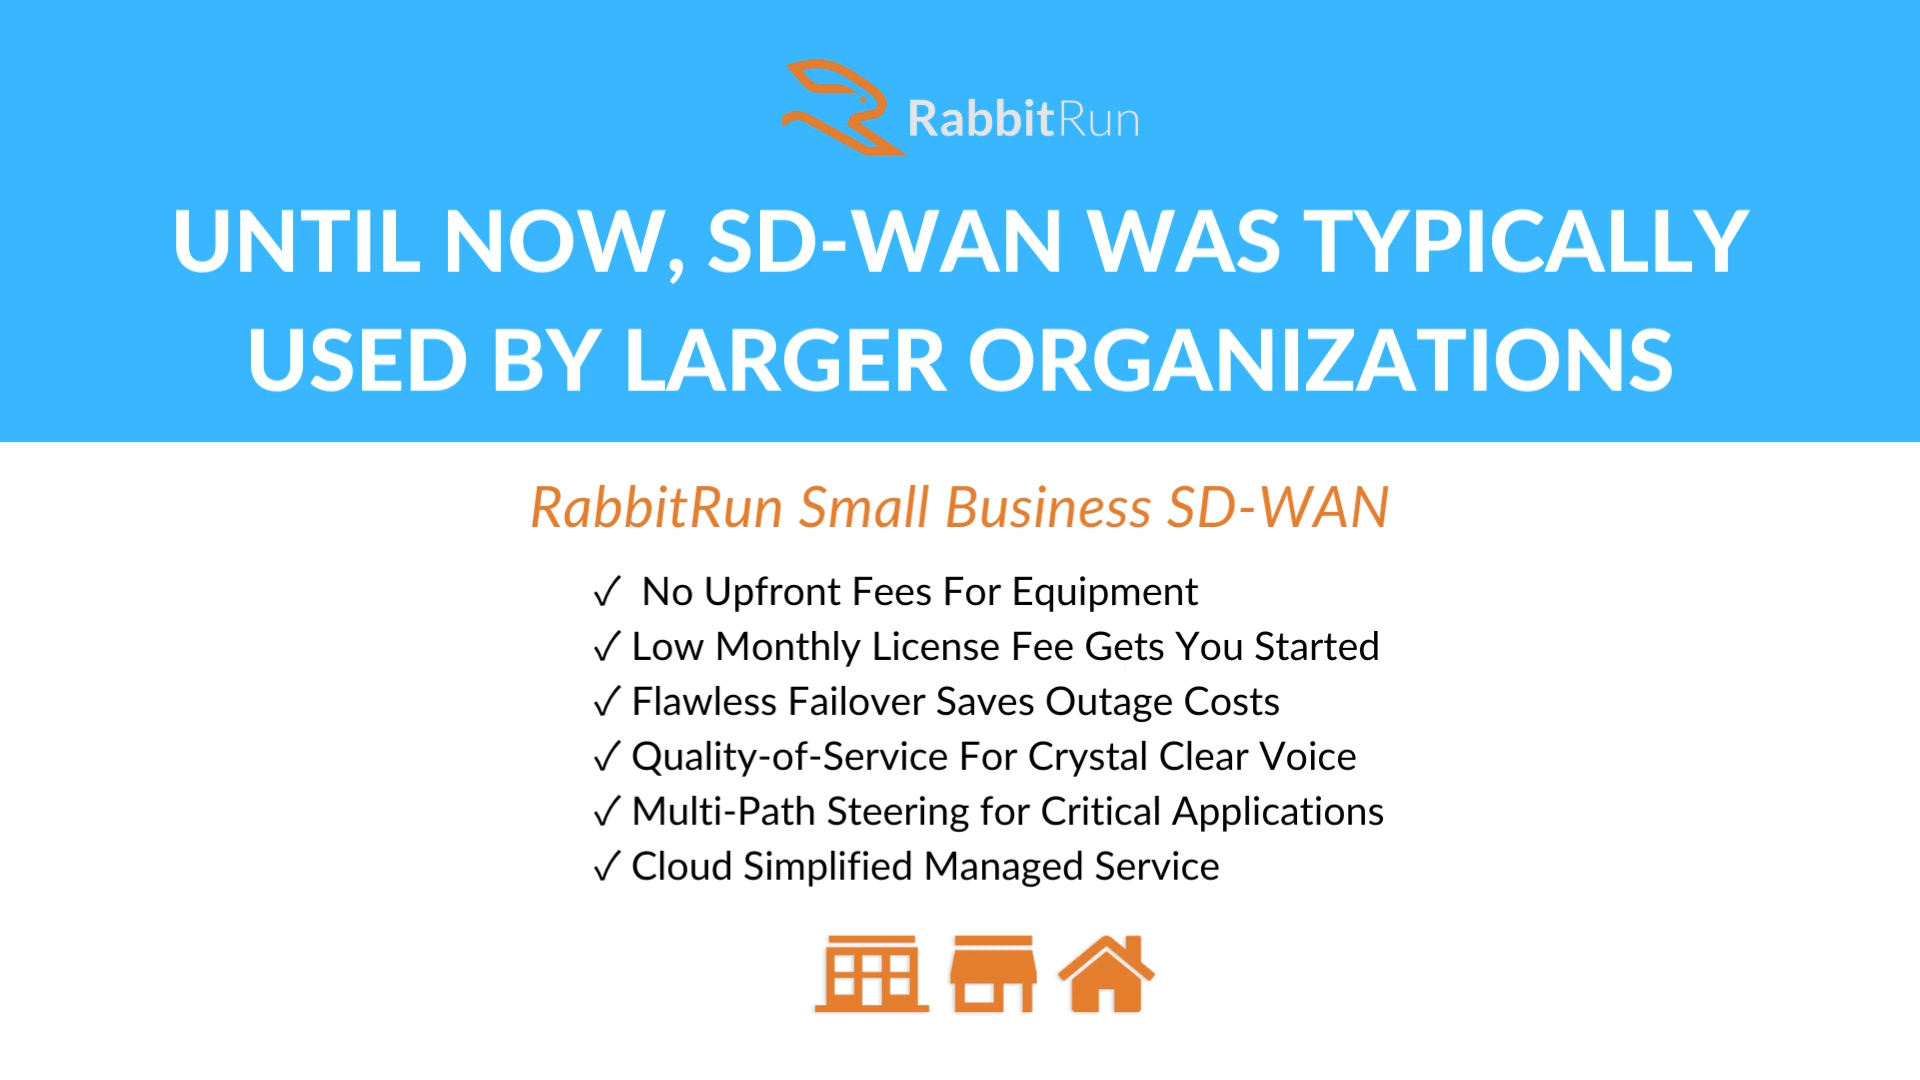 RabbitRun
UNTIL NOW, SD-WAN WAS TYPICALLY
USED BY LARGER ORGANIZATIONS
RabbitRun Small Business SD-WAN
✓ No Upfront Fees For Equipment
✓ Low Monthly License Fee Gets You Started
✓ Flawless Failover Saves Outage Costs
✓ Quality-of-Service For Crystal Clear Voice
✓ Multi-Path Steering for Critical Applications
✓ Cloud Simplified Managed Service